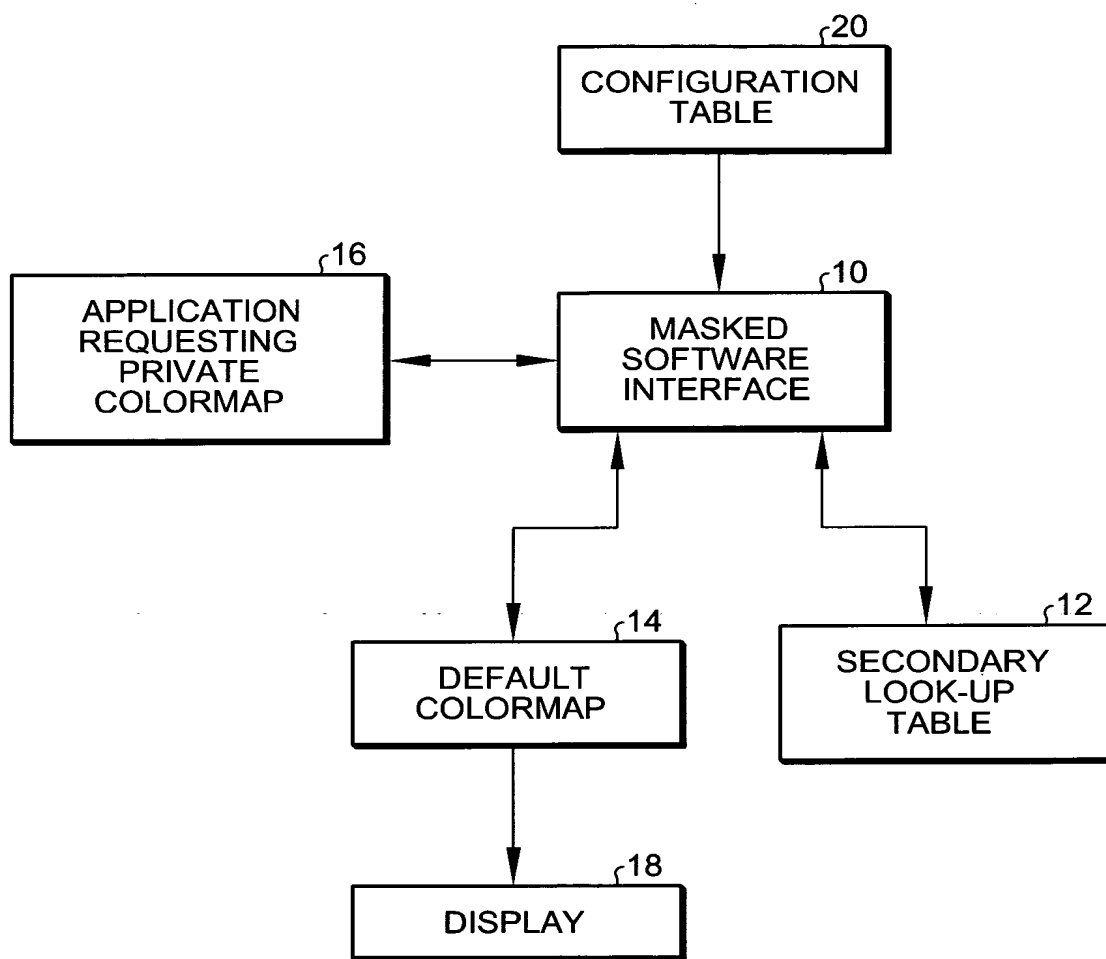 20
CONFIGURATION
TABLE
16
APPLICATION
REQUESTING
PRIVATE
COLORMAP
10
MASKED
SOFTWARE
INTERFACE
14
DEFAULT
COLORMAP
12
SECONDARY
LOOK-UP
TABLE
18
DISPLAY